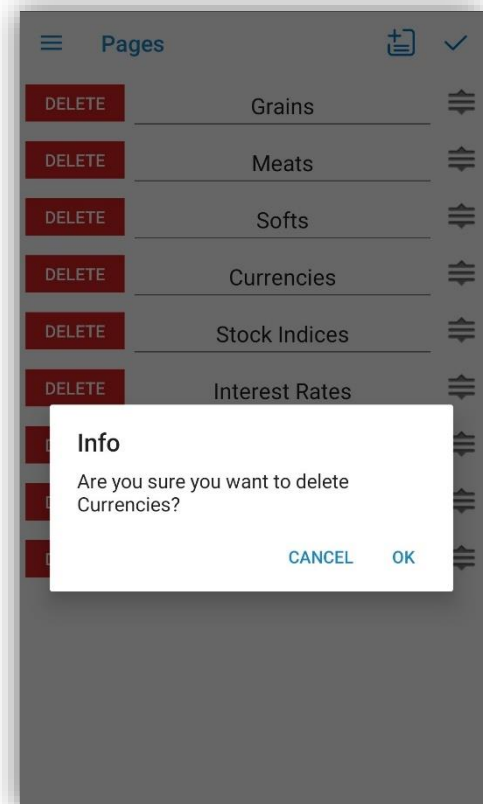 Pages
DELETE Grains
DELETE Meats
DELETE Softs
DELETE Currencies
DELETE Stock Indices
DELETE Interest Rates
Info
Are you sure you want to delete
Currencies?
CANCEL OK